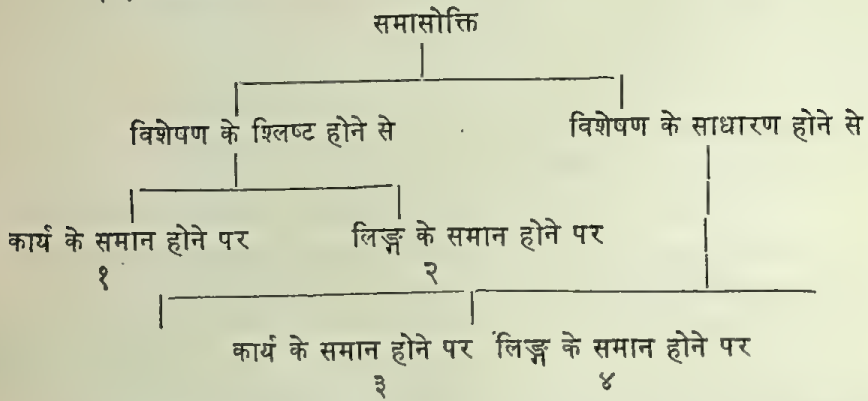 समासोक्ति
विशेषण के श्लिष्ट होने से विशेषण के साधारण होने से
कार्य के समान होने पर लिङ्ग के समान होने पर
१ २
कार्य के समान होने पर लिङ्ग के समान होने पर
३ ४